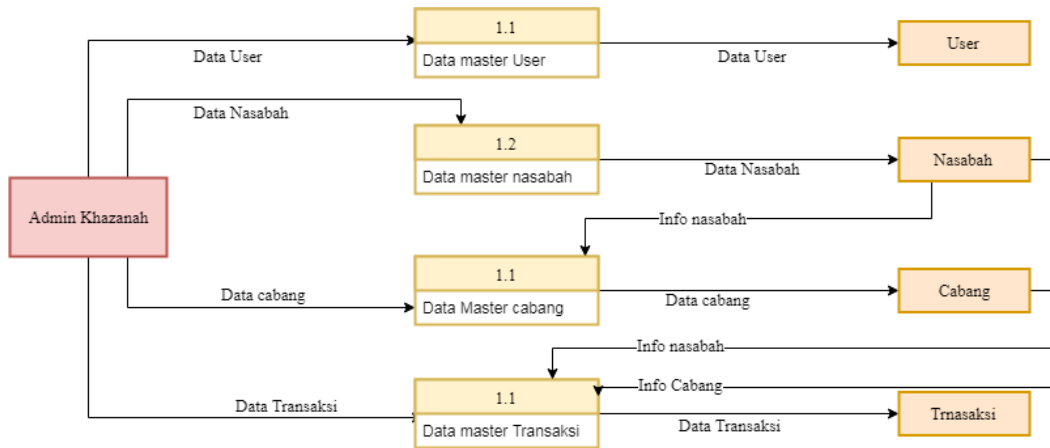 1.1
Data User
Data master User
Data User
User
Data Nasabah
1.2
Data master nasabah
Data Nasabah
Nasabah
Admin Khazanah
Info nasabah
1.1
Data cabang
Data Master cabang
Data cabang
Cabang
Info nasabah
Info Cabang
1.1
Data Transaksi
Data master Transaksi
Data Transaksi
Trnasaksi